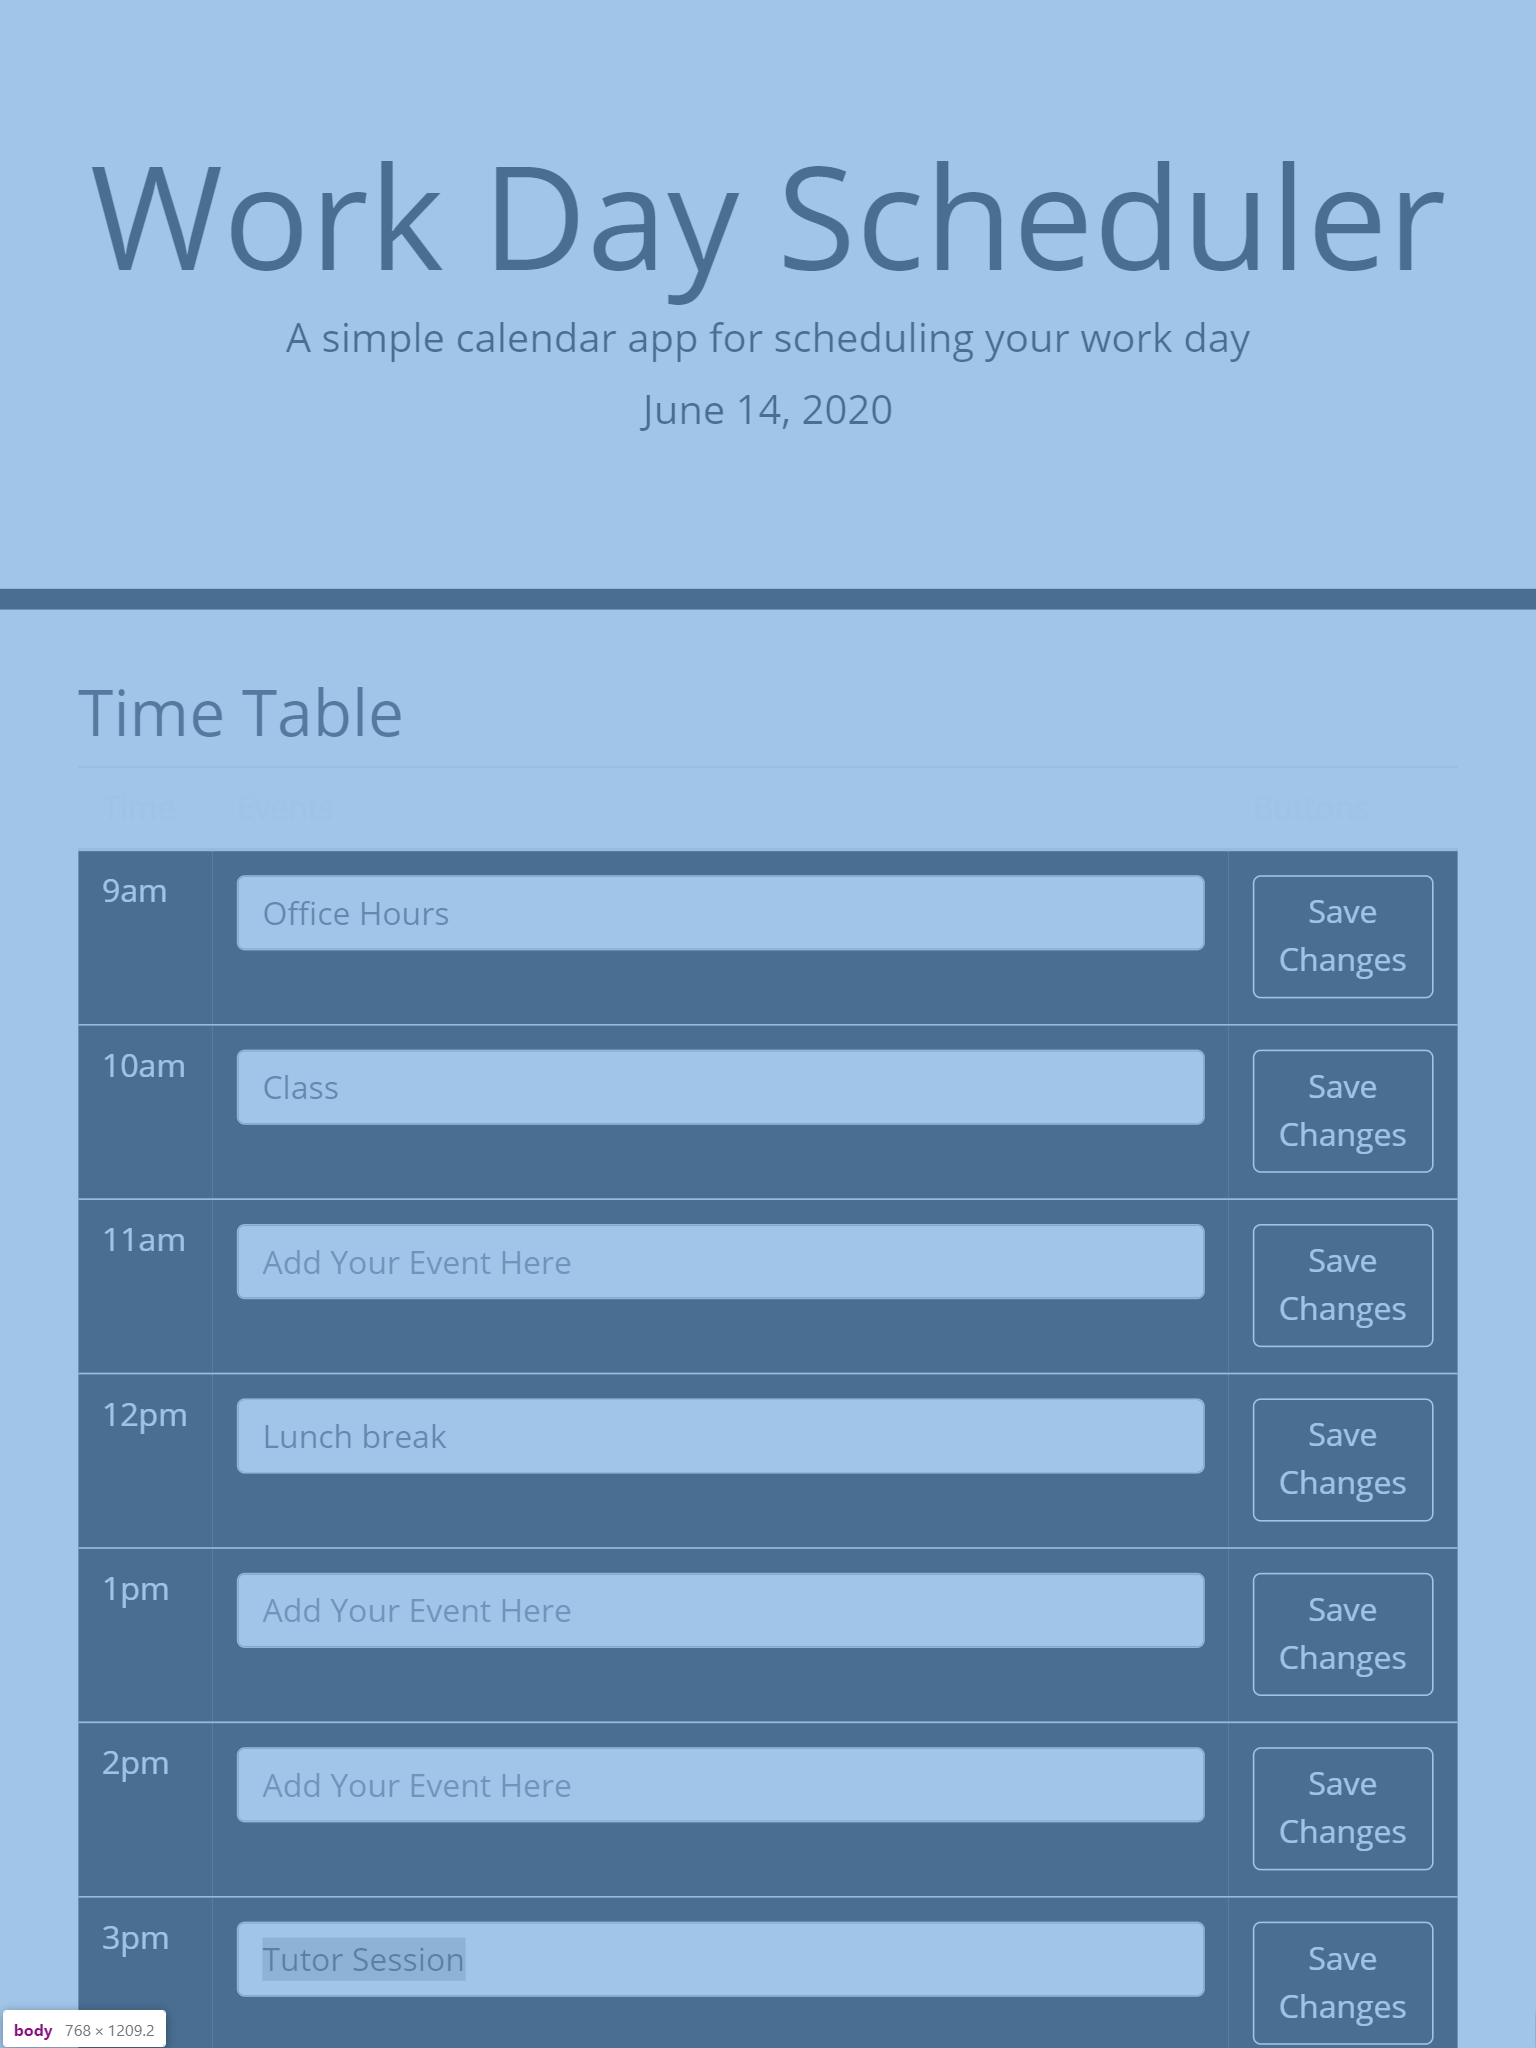 Work Day Scheduler
A simple calendar app for scheduling your work day
June 14, 2020
Time Table
Time Events Buttons
9am Office Hours Save
Changes
10am Class Save
Changes
11am Add Your Event Here Save
Changes
12pm Lunch break Save
Changes
1pm Add Your Event Here Save
Changes
2pm Add Your Event Here Save
Changes
3pm Tutor Session Save
Changes
body 768 × 1209.2